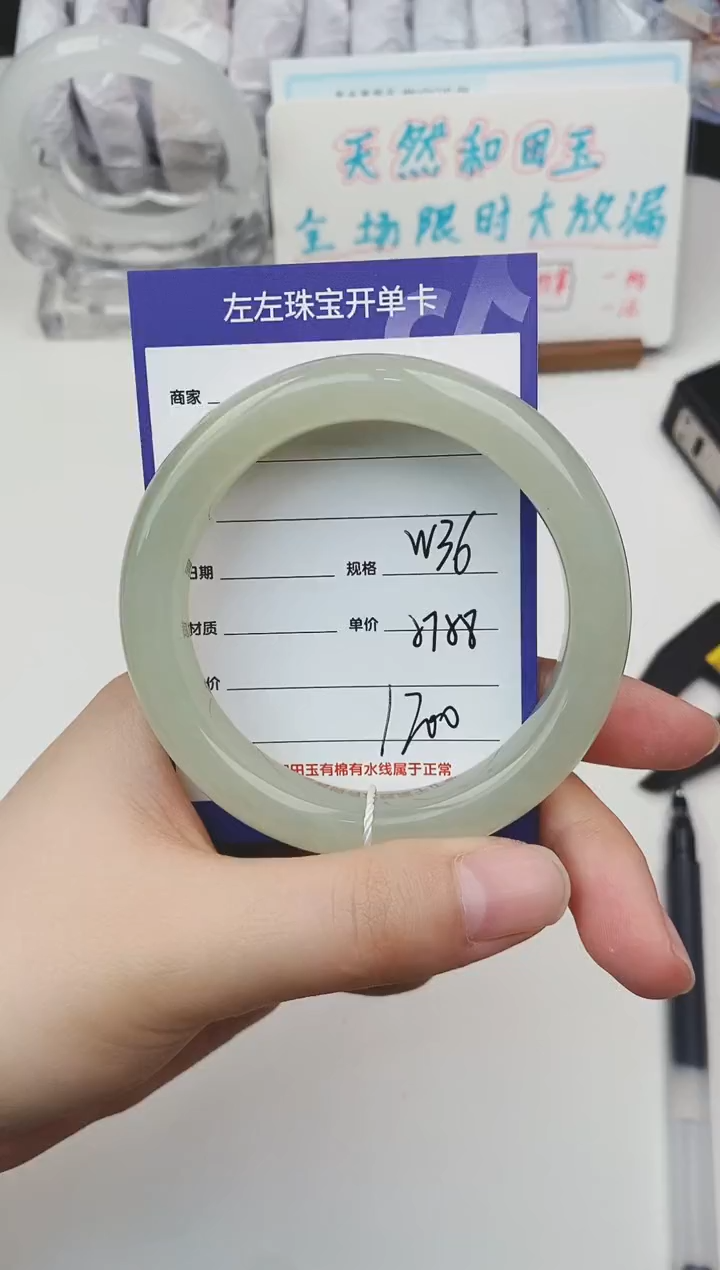 天然和田玉
全场限时大放漏
左左珠宝开单卡
商家
日期 规格 W36
材质 单价 8788
价
1200
田玉有棉有水线属于正常